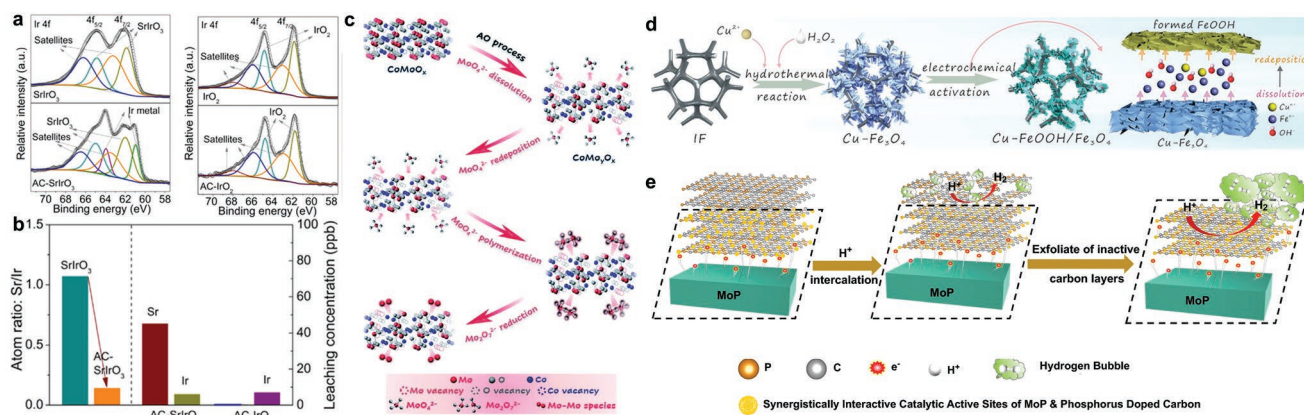 a
Ir 4f
4f5/2
4f7/2
SrIrO3
Satellites
SrIrO3
Ir 4f
4f5/2
4f7/2
IrO2
Satellites
IrO2
SrIrO3
Ir metal
Satellites
AC-SrIrO3
IrO2
Satellites
AC-IrO2
Relative intensity (a.u.)
Relative intensity (a.u.)
70 68 66 64 62 60 58
Binding energy (eV)
70 68 66 64 62 60 58
Binding energy (eV)
b
Atom ratio: Sr/Ir
1.5
1.0
0.5
0.0
SrIrO3
AC-
SrIrO3
Sr
Ir
Ir
100
80
60
40
20
0
Leaching concentration (ppb)
c
CoMoOx
AO process
MoO42- dissolution
CoMoyOx
MoO42- redeposition
MoO42- polymerization
Mo2O72- reduction
Mo O Co
Mo vacancy O vacancy Co vacancy
MoO42- Mo2O72- Mo-Mo species
d
Cu2+
H2O2
hydrothermal
reaction
IF
Cu-Fe3O4
electrochemical
activation
Cu-FeOOH/Fe3O4
formed FeOOH
redeposition
dissolution
Cu-Fe3O4
OH-
e
MoP
H+
intercalation
H+
H2
MoP
Exfoliate of inactive
carbon layers
H+
H2
MoP
P
C
e-
H+
Hydrogen Bubble
Synergistically Interactive Catalytic Active Sites of MoP & Phosphorus Doped Carbon